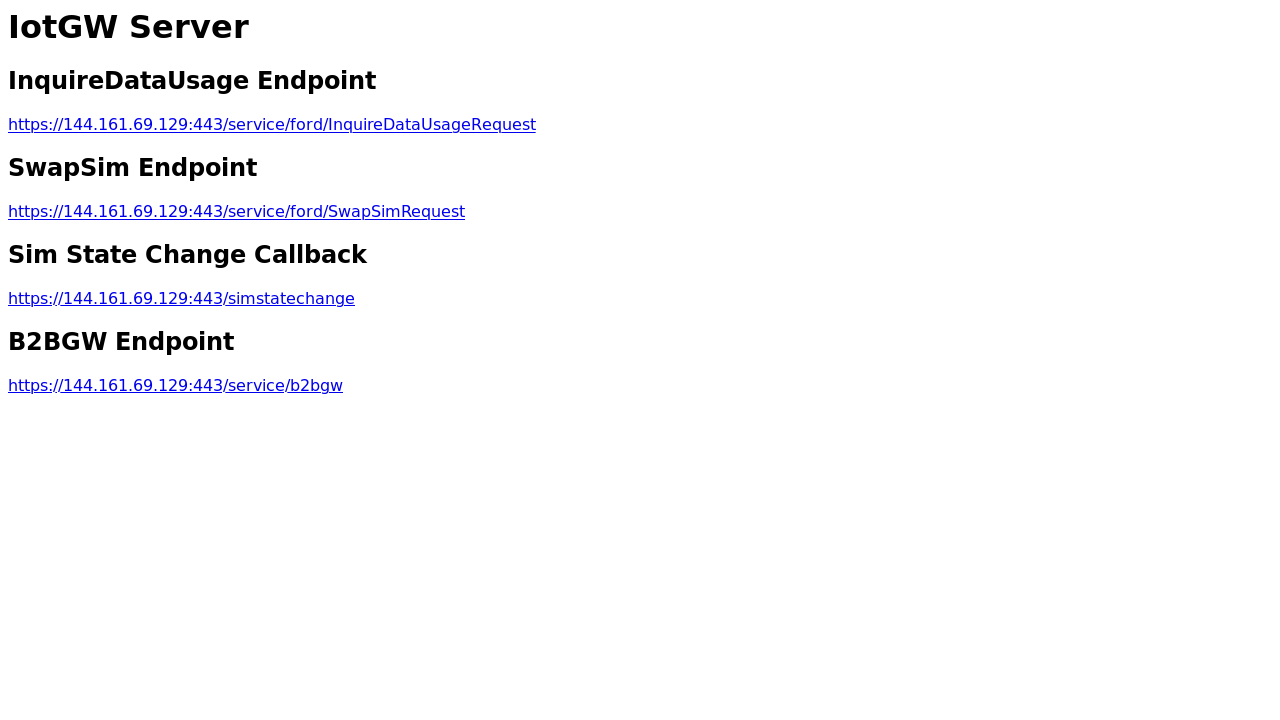 IotGW Server
InquireDataUsage Endpoint
https://144.161.69.129:443/service/ford/InquireDataUsageRequest
SwapSim Endpoint
https://144.161.69.129:443/service/ford/SwapSimRequest
Sim State Change Callback
https://144.161.69.129:443/simstatechange
B2BGW Endpoint
https://144.161.69.129:443/service/b2bgw